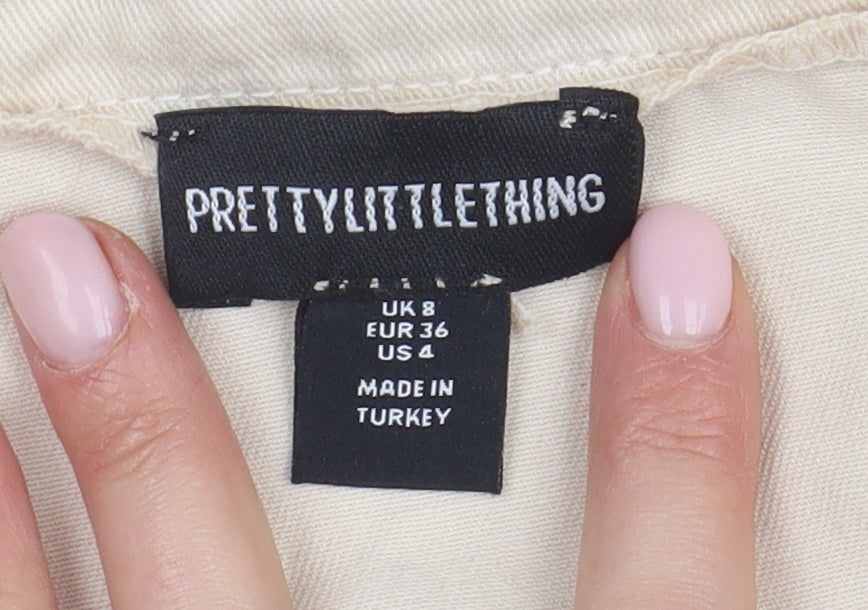 PRETTYLITTLETHING
UK 8
EUR 36
US 4
MADE IN
TURKEY